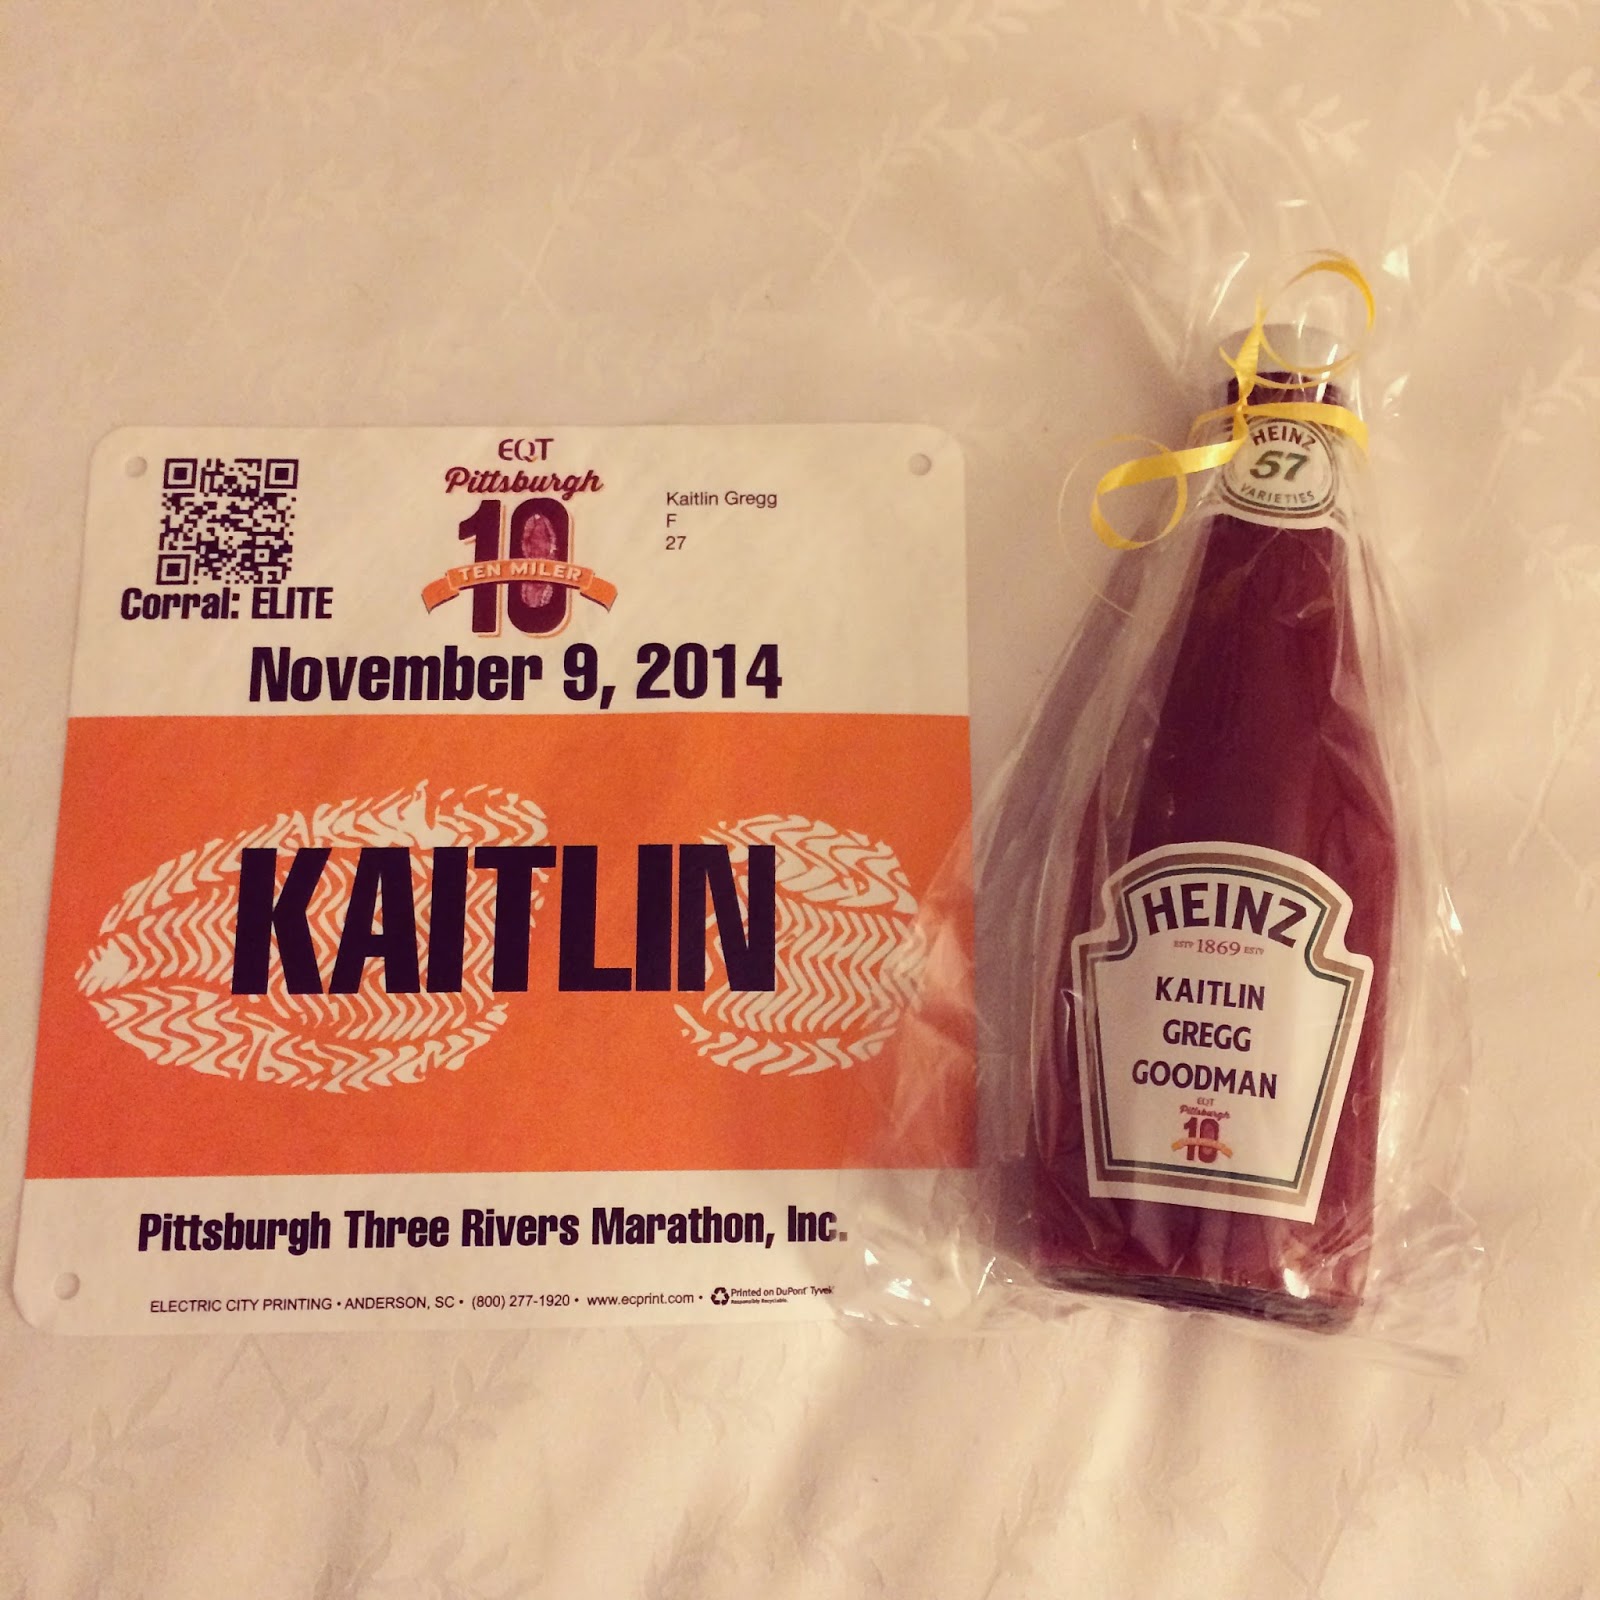 EQT
Pittsburgh
10
TEN MILER
Kaitlin Gregg
F
27
Corral: ELITE
November 9, 2014
KAITLIN
Pittsburgh Three Rivers Marathon, Inc.
ELECTRIC CITY PRINTING • ANDERSON, SC • (800) 277-1920 • www.ecprint.com • Printed on DuPont Tyvek
Responsibly Recyclable.
HEINZ
57
VARIETIES
HEINZ
ESTD 1869 ESTD
KAITLIN
GREGG
GOODMAN
EQT
Pittsburgh
10